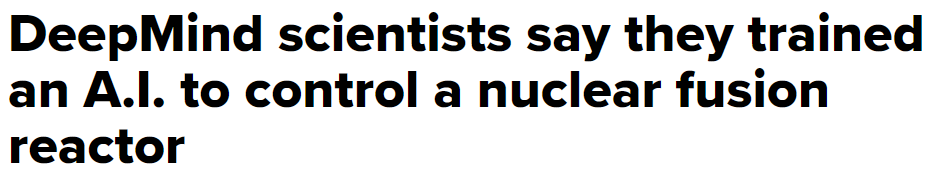 DeepMind scientists say they trained
an A.I. to control a nuclear fusion
reactor